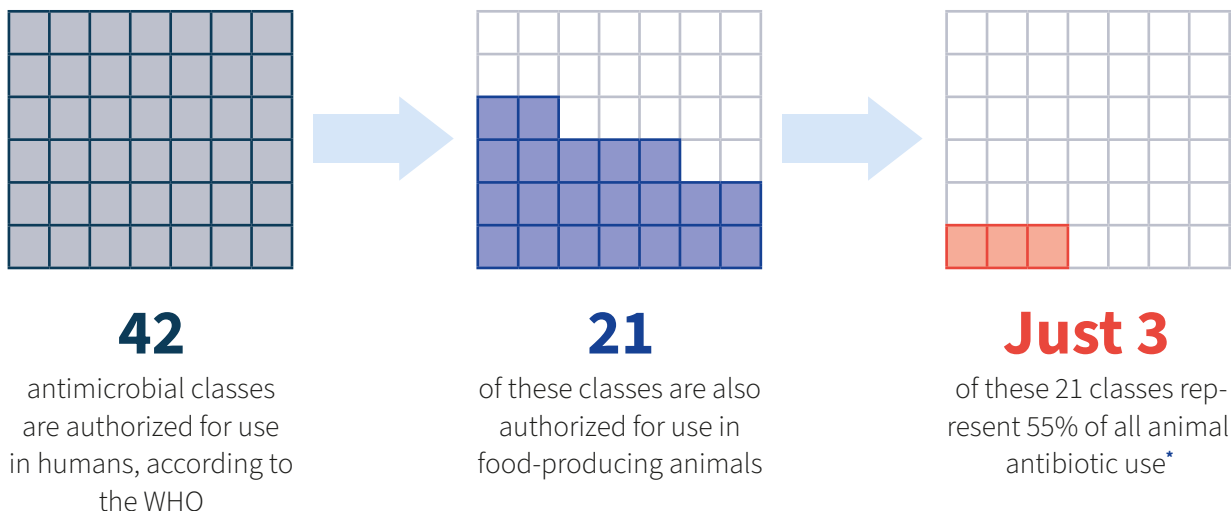 42
antimicrobial classes
are authorized for use
in humans, according to
the WHO
21
of these classes are also
authorized for use in
food-producing animals
Just 3
of these 21 classes rep-
resent 55% of all animal
antibiotic use*